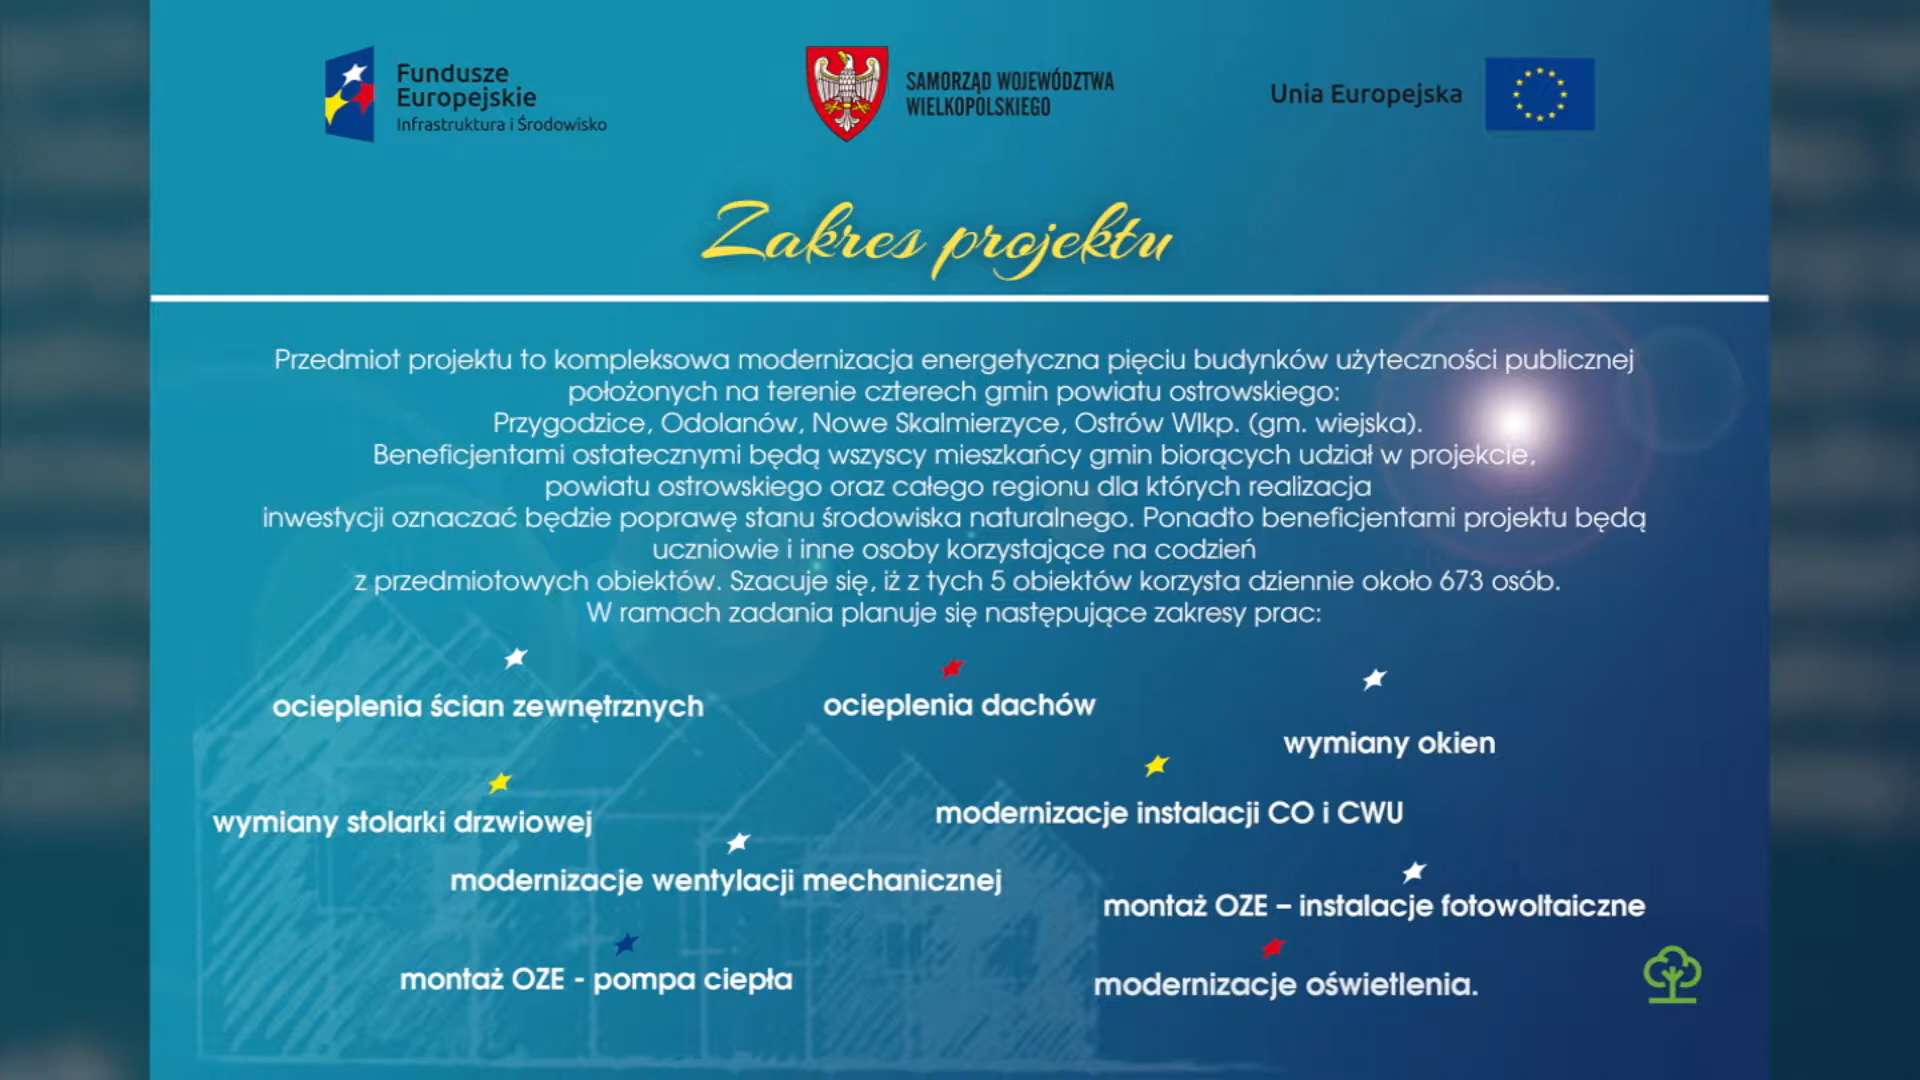 Fundusze
Europejskie
Infrastruktura i Środowisko
SAMORZĄD WOJEWÓDZTWA
WIELKOPOLSKIEGO
Unia Europejska
Zakres projektu
Przedmiot projektu to kompleksowa modernizacja energetyczna pięciu budynków użyteczności publicznej
położonych na terenie czterech gmin powiatu ostrowskiego:
Przygodzice, Odolanów, Nowe Skalmierzyce, Ostrów Wlkp. (gm. wiejska).
Beneficjentami ostatecznymi będą wszyscy mieszkańcy gmin biorących udział w projekcie,
powiatu ostrowskiego oraz całego regionu dla których realizacja
inwestycji oznaczać będzie poprawę stanu środowiska naturalnego. Ponadto beneficjentami projektu będą
uczniowie i inne osoby korzystające na codzień
z przedmiotowych obiektów. Szacuje się, iż z tych 5 obiektów korzysta dziennie około 673 osób.
W ramach zadania planuje się następujące zakresy prac:
ocieplenia ścian zewnętrznych
ocieplenia dachów
wymiany okien
wymiany stolarki drzwiowej
modernizacje instalacji CO i CWU
modernizacje wentylacji mechanicznej
montaż OZE – instalacje fotowoltaiczne
montaż OZE - pompa ciepła
modernizacje oświetlenia.